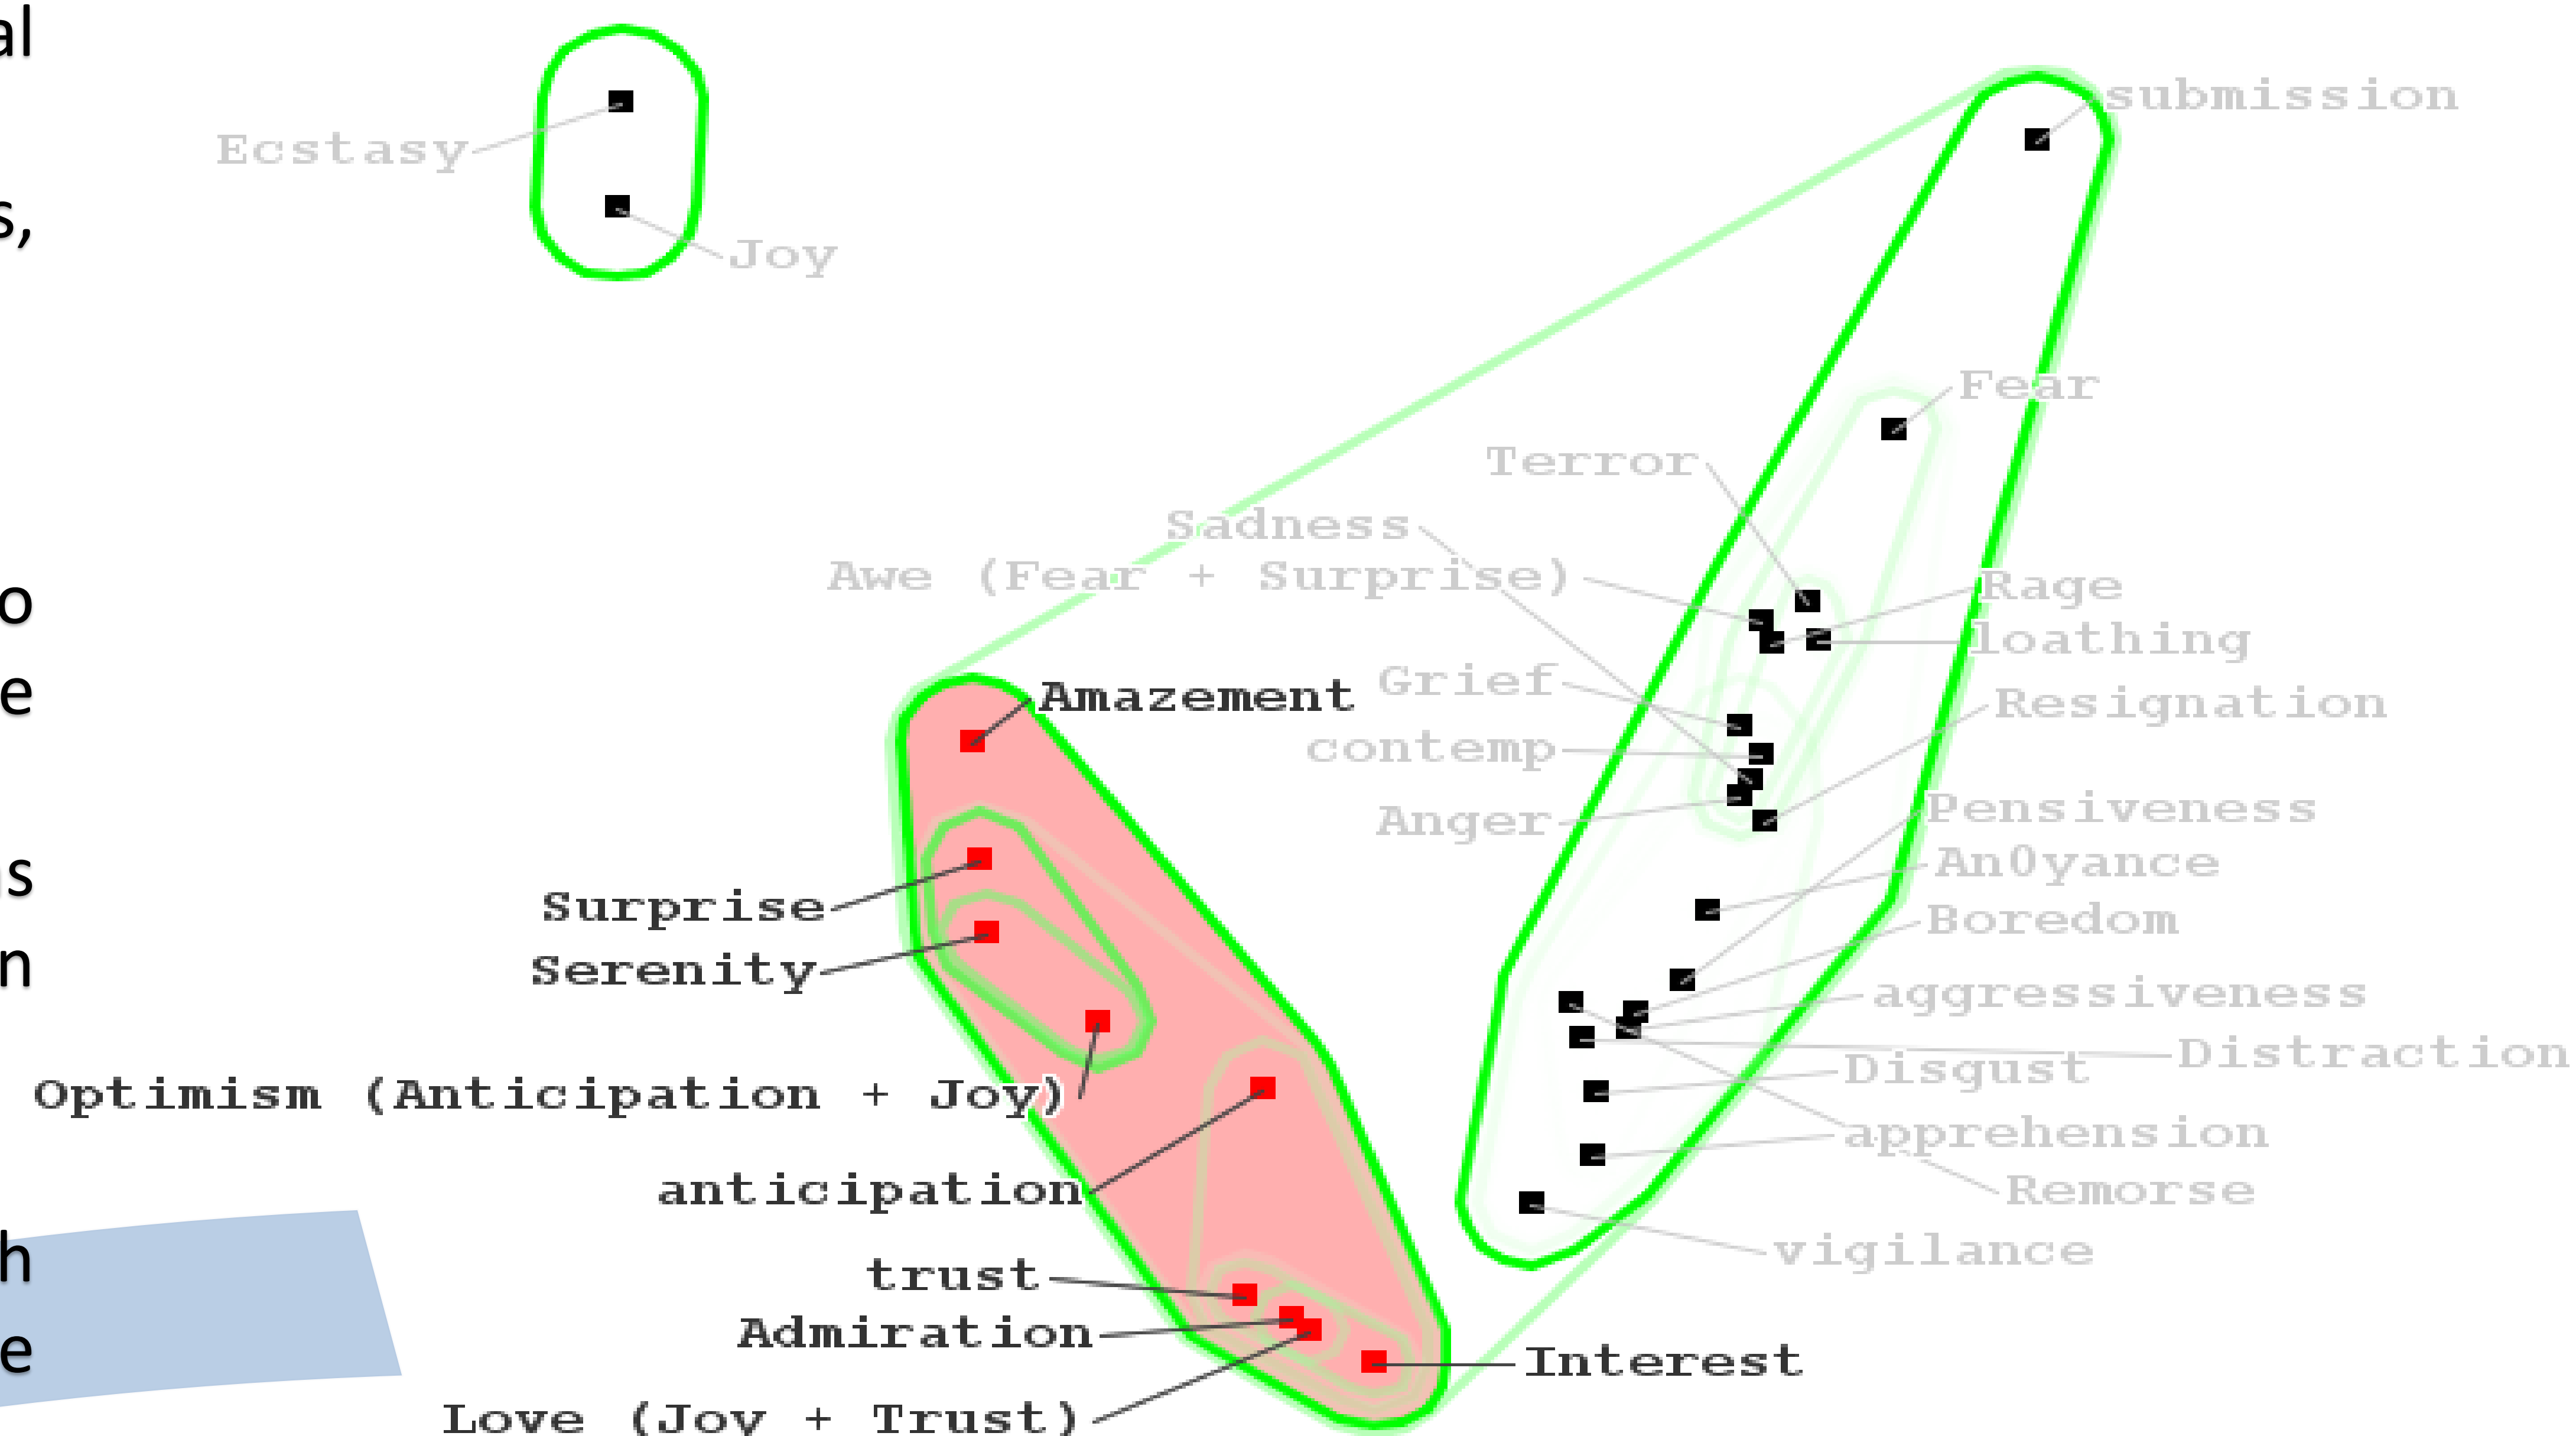 al
s,
o
e
s
n
h
e
Ecstasy
Joy
submission
Fear
Terror
Sadness
Awe (Fear + Surprise)
Rage
loathing
Grief
Amazement
contemp
Resignation
Anger
Pensiveness
An0yance
Surprise
Boredom
Serenity
aggressiveness
Distraction
Disgust
Optimism (Anticipation + Joy)
apprehension
anticipation
Remorse
vigilance
trust
Admiration
Interest
Love (Joy + Trust)